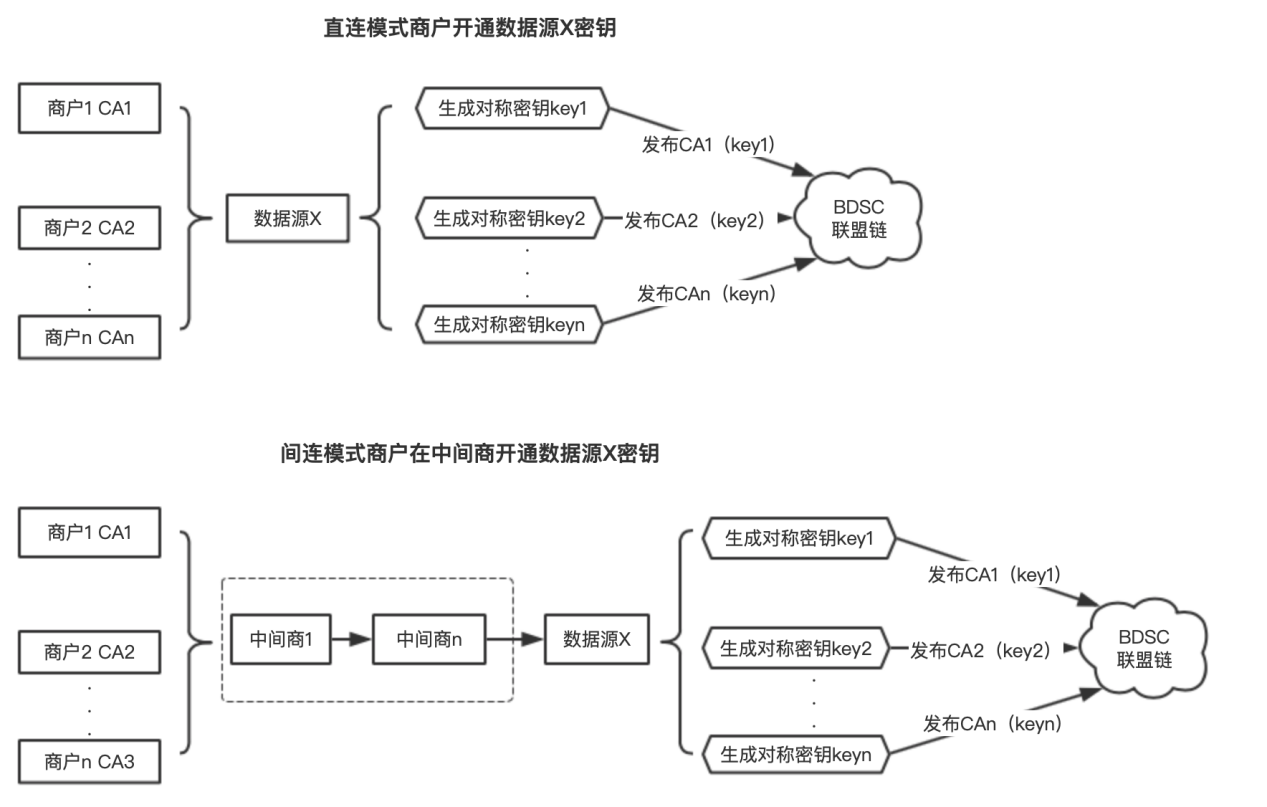 直连模式商户开通数据源X密钥
商户1 CA1
商户2 CA2
商户n CAn
数据源X
生成对称密钥key1
生成对称密钥key2
生成对称密钥keyn
发布CA1（key1）
发布CA2（key2）
发布CAn（keyn）
BDSC
联盟链
间连模式商户在中间商开通数据源X密钥
商户1 CA1
商户2 CA2
商户n CA3
中间商1
中间商n
数据源X
生成对称密钥key1
生成对称密钥key2
生成对称密钥keyn
发布CA1（key1）
发布CA2（key2）
发布CAn（keyn）
BDSC
联盟链